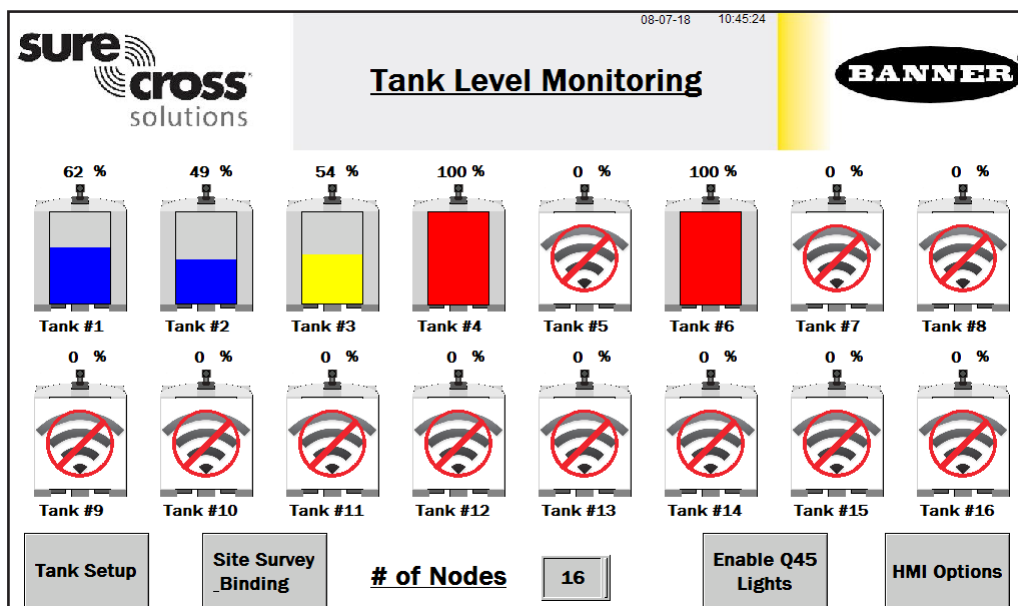 08-07-18 10:45:24
sure
cross
solutions
Tank Level Monitoring
BANNER
62 % 49 % 54 % 100 % 0 % 100 % 0 % 0 %
Tank #1 Tank #2 Tank #3 Tank #4 Tank #5 Tank #6 Tank #7 Tank #8
0 % 0 % 0 % 0 % 0 % 0 % 0 % 0 %
Tank #9 Tank #10 Tank #11 Tank #12 Tank #13 Tank #14 Tank #15 Tank #16
Tank Setup
Site Survey
_Binding
# of Nodes
16
Enable Q45
Lights
HMI Options